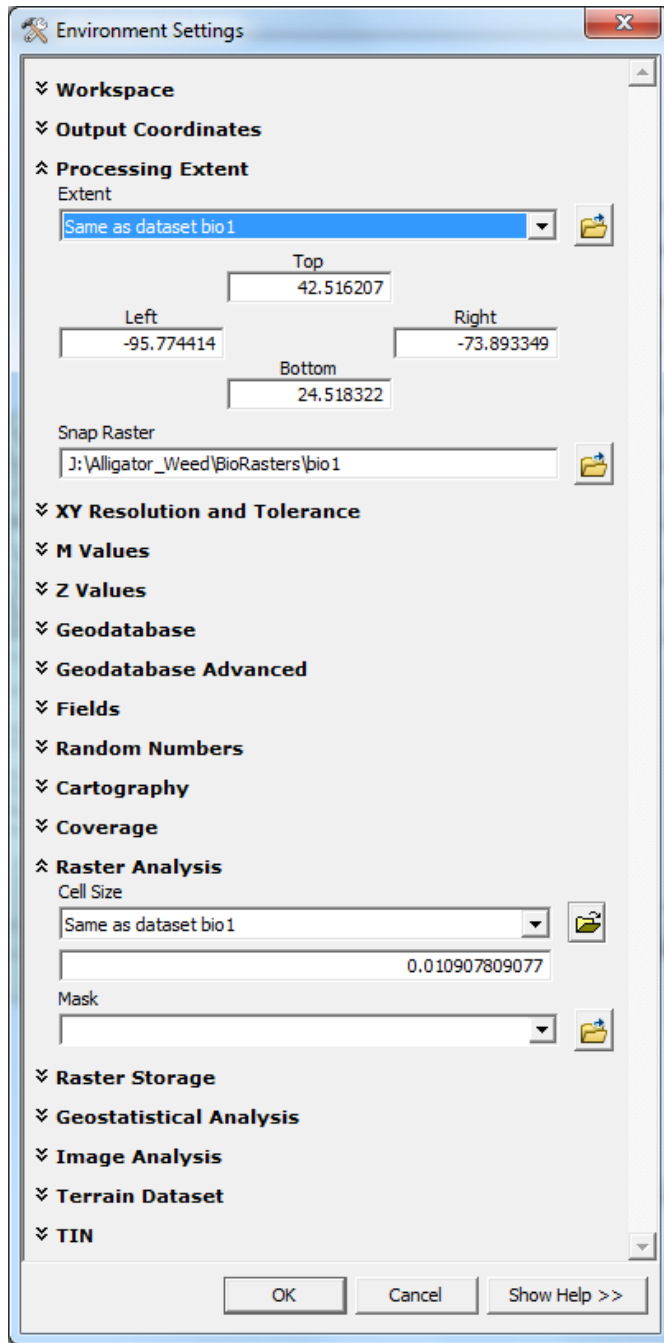 Environment Settings
Workspace
Output Coordinates
Processing Extent
Extent
Same as dataset bio1
Top
42.516207
Left Right
-95.774414 -73.893349
Bottom
24.518322
Snap Raster
J:\Alligator_Weed\BioRasters\bio1
XY Resolution and Tolerance
M Values
Z Values
Geodatabase
Geodatabase Advanced
Fields
Random Numbers
Cartography
Coverage
Raster Analysis
Cell Size
Same as dataset bio1
0.010907809077
Mask
Raster Storage
Geostatistical Analysis
Image Analysis
Terrain Dataset
TIN
OK Cancel Show Help >>